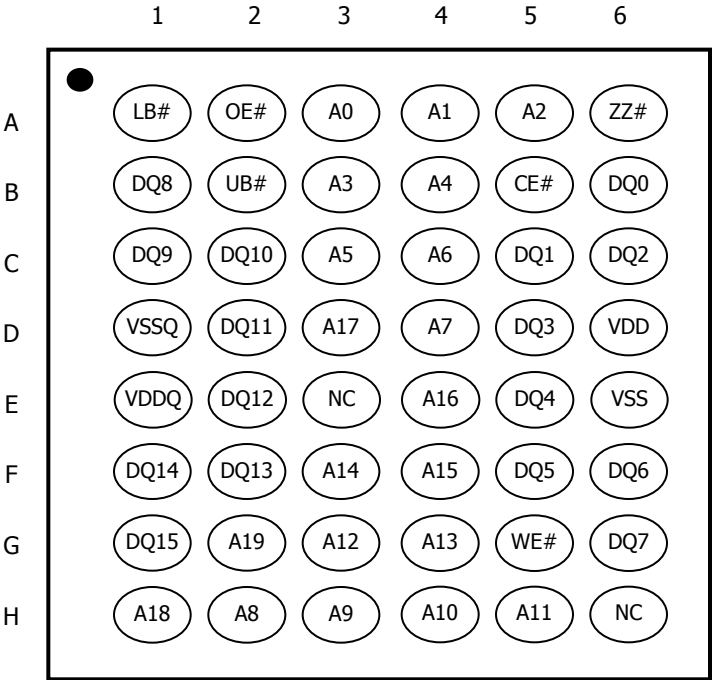 1 2 3 4 5 6
A LB# OE# A0 A1 A2 ZZ#
B DQ8 UB# A3 A4 CE# DQ0
C DQ9 DQ10 A5 A6 DQ1 DQ2
D VSSQ DQ11 A17 A7 DQ3 VDD
E VDDQ DQ12 NC A16 DQ4 VSS
F DQ14 DQ13 A14 A15 DQ5 DQ6
G DQ15 A19 A12 A13 WE# DQ7
H A18 A8 A9 A10 A11 NC